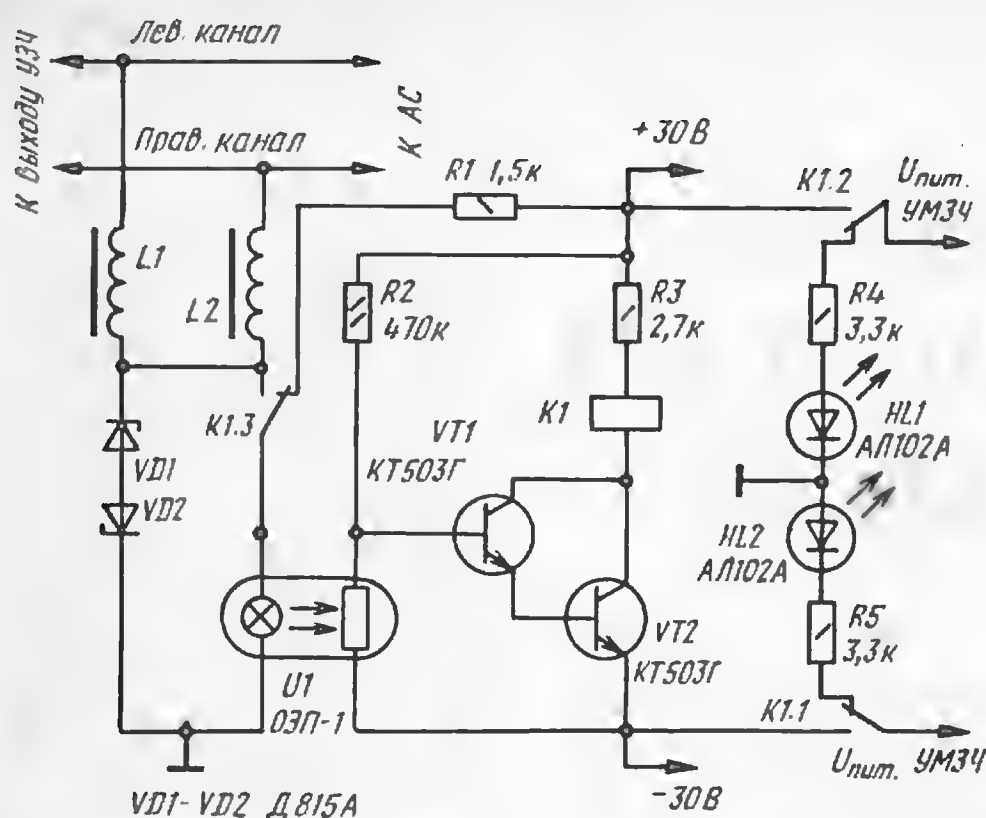 Лев. канал
К выходу УЗЧ
Прав. канал
К АС
+30 В
R1 1,5к
K1.2
Uпит.
УМЗЧ
L1
L2
R2
470к
R3
2,7к
R4
3,3к
K1.3
VT1
КТ503Г
K1
HL1
АЛ102А
VD1
VD2
HL2
АЛ102А
VT2
КТ503Г
R5
3,3к
U1
ОЭП-1
K1.1
Uпит. УМЗЧ
-30В
VD1-VD2 Д815А